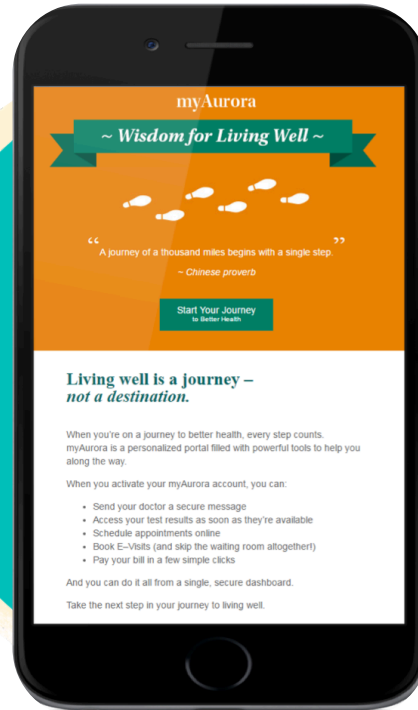 myAurora
~ Wisdom for Living Well ~
“ ”
A journey of a thousand miles begins with a single step.
~ Chinese proverb
Start Your Journey
to Better Health
Living well is a journey –
not a destination.
When you're on a journey to better health, every step counts.
myAurora is a personalized portal filled with powerful tools to help you
along the way.
When you activate your myAurora account, you can:
• Send your doctor a secure message
• Access your test results as soon as they're available
• Schedule appointments online
• Book E–Visits (and skip the waiting room altogether!)
• Pay your bill in a few simple clicks
And you can do it all from a single, secure dashboard.
Take the next step in your journey to living well.